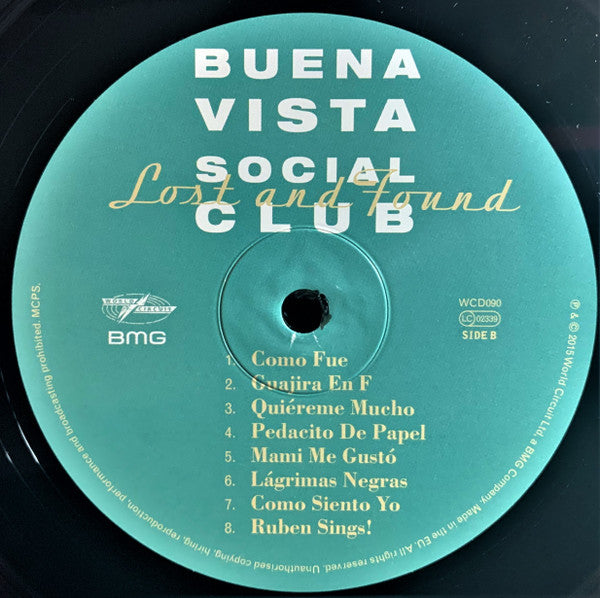 BUENA
VISTA
SOCIAL
Lost and Found
CLUB
WORLD CIRCUIT
BMG
WCD090
LC 02339
SIDE B
1. Como Fue
2. Guajira En F
3. Quiéreme Mucho
4. Pedacito De Papel
5. Mami Me Gustó
6. Lágrimas Negras
7. Como Siento Yo
8. Ruben Sings!
℗ & © 2015 World Circuit Ltd, a BMG Company. Made in the EU. All rights reserved. Unauthorised copying, hiring, reproduction, performance and broadcasting prohibited. MCPS.